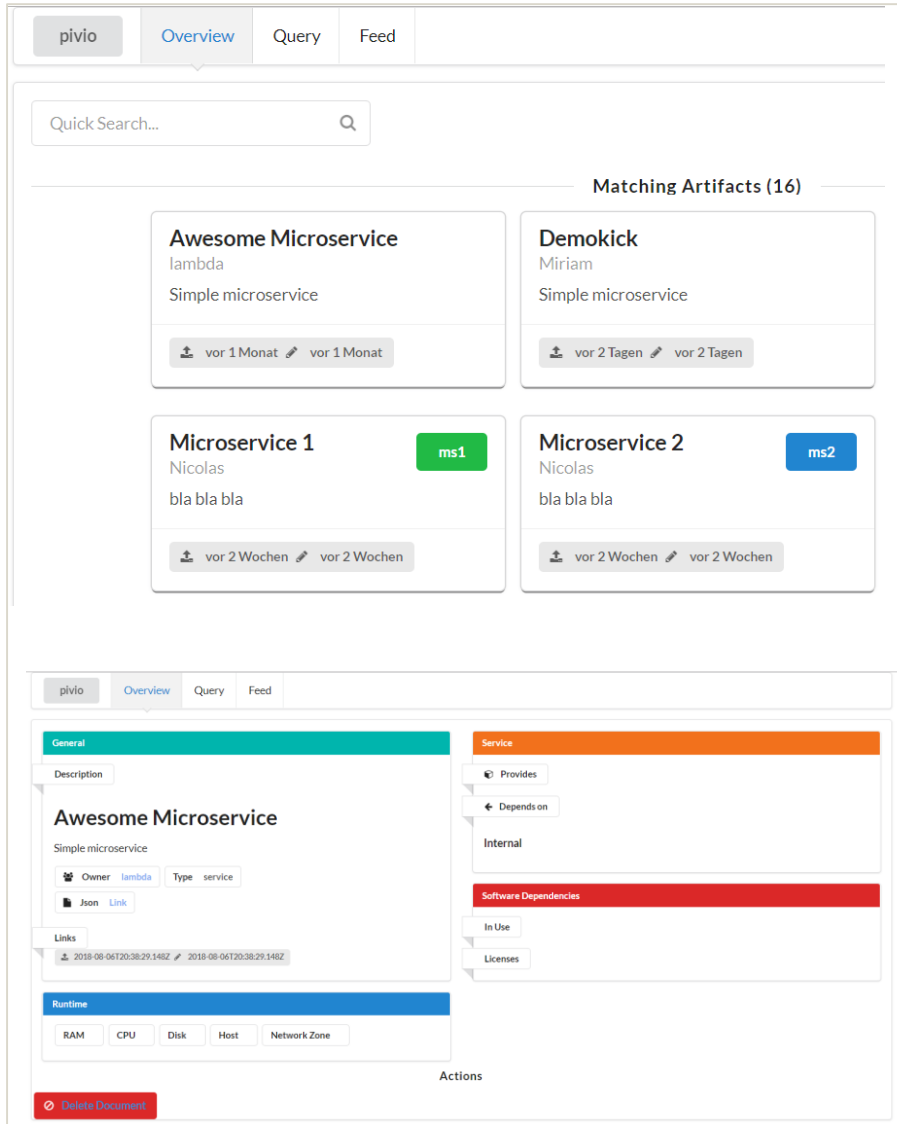 pivio Overview Query Feed
Quick Search...
Matching Artifacts (16)
Awesome Microservice
lambda
Simple microservice
vor 1 Monat vor 1 Monat
Demokick
Miriam
Simple microservice
vor 2 Tagen vor 2 Tagen
Microservice 1
ms1
Nicolas
bla bla bla
vor 2 Wochen vor 2 Wochen
Microservice 2
ms2
Nicolas
bla bla bla
vor 2 Wochen vor 2 Wochen
pivio Overview Query Feed
General
Description
Awesome Microservice
Simple microservice
Owner lambda Type service
Json Link
Links
2018-08-06T20:38:29.148Z 2018-08-06T20:38:29.148Z
Runtime
RAM CPU Disk Host Network Zone
Service
Provides
Depends on
Internal
Software Dependencies
In Use
Licenses
Actions
Delete Document